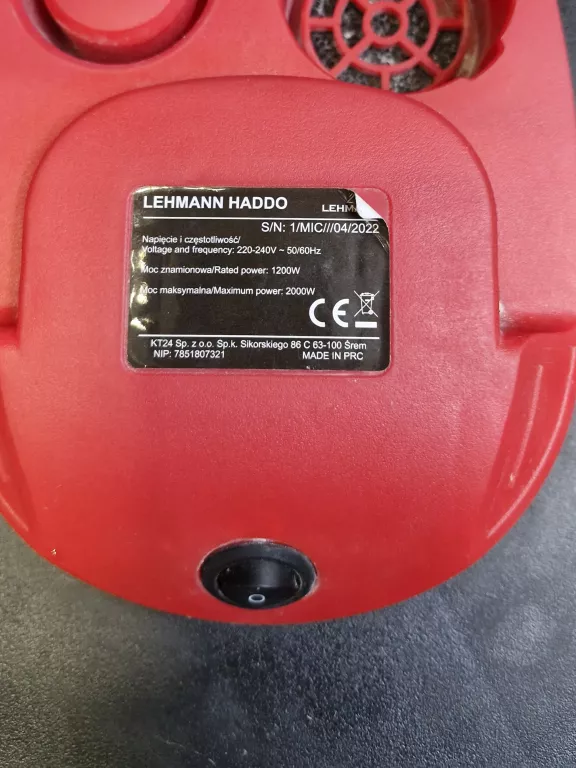 LEHMANN HADDO
S/N: 1/MIC///04/2022
Napięcie i częstotliwość/
Voltage and frequency: 220-240V ~ 50/60Hz
Moc znamionowa/Rated power: 1200W
Moc maksymalna/Maximum power: 2000W
CE
KT24 Sp. z o.o. Sp.k. Sikorskiego 86 C 63-100 Śrem
NIP: 7851807321 MADE IN PRC